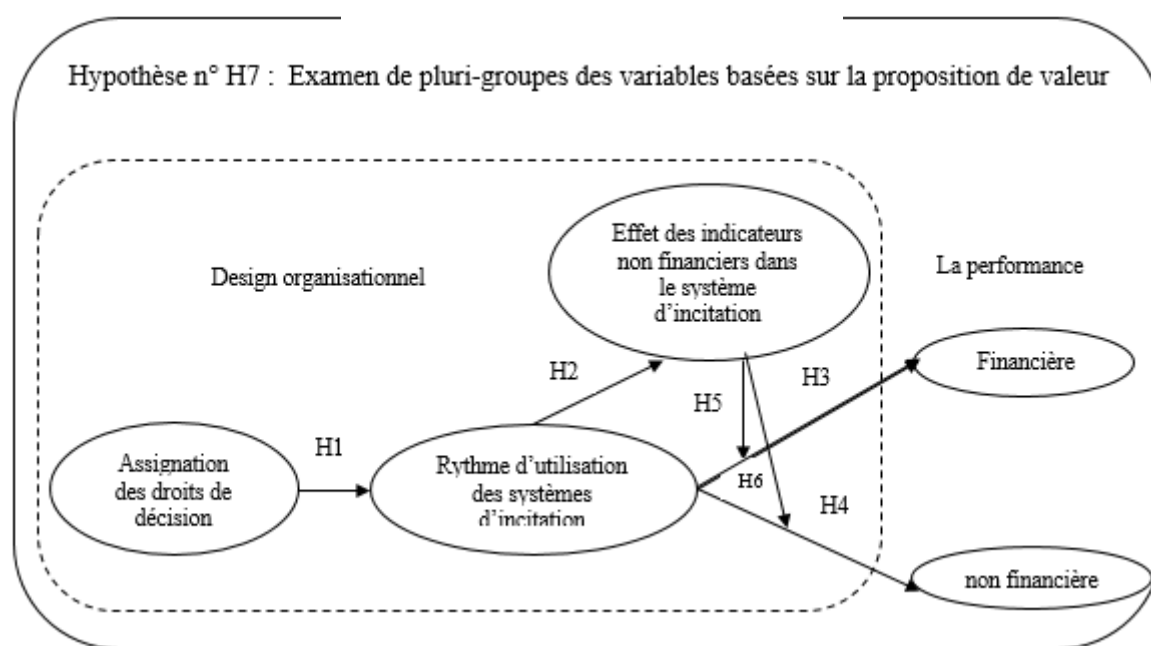 Hypothèse n° H7 : Examen de pluri-groupes des variables basées sur la proposition de valeur
Effet des indicateurs
non financiers dans
le système
d'incitation
Design organisationnel
La performance
H2
H3
Financière
H5
H1
Assignation
des droits de
décision
Rythme d'utilisation
des systèmes
d'incitation
H6
H4
non financière